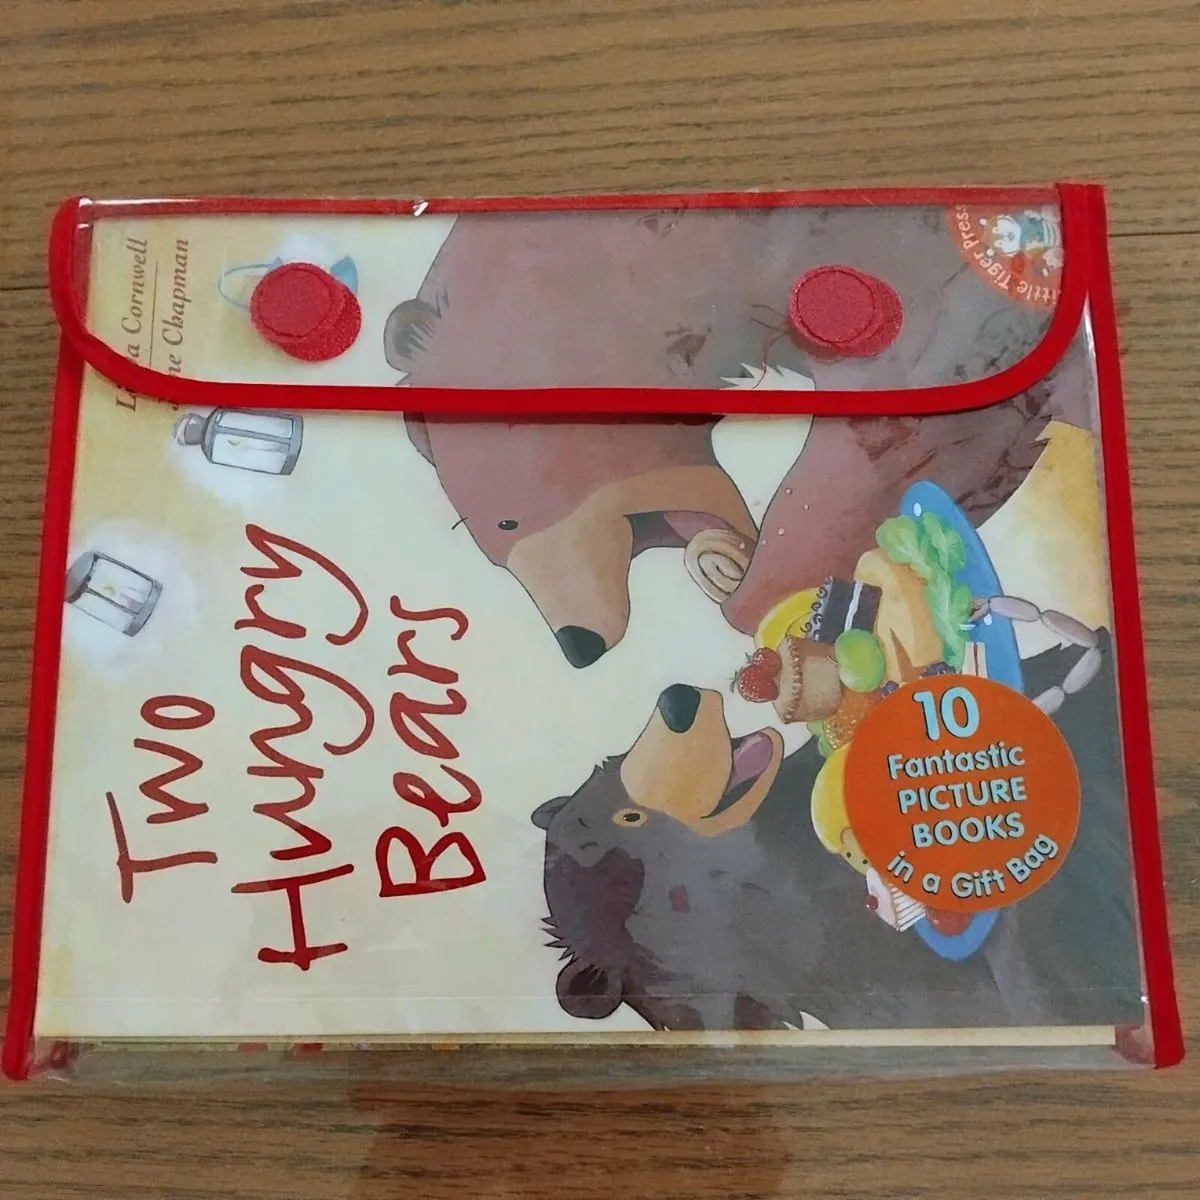 Two
Hungry
Bears
Cornwell
Chapman
Little Tiger Press
10
Fantastic
PICTURE
BOOKS
in a Gift Bag